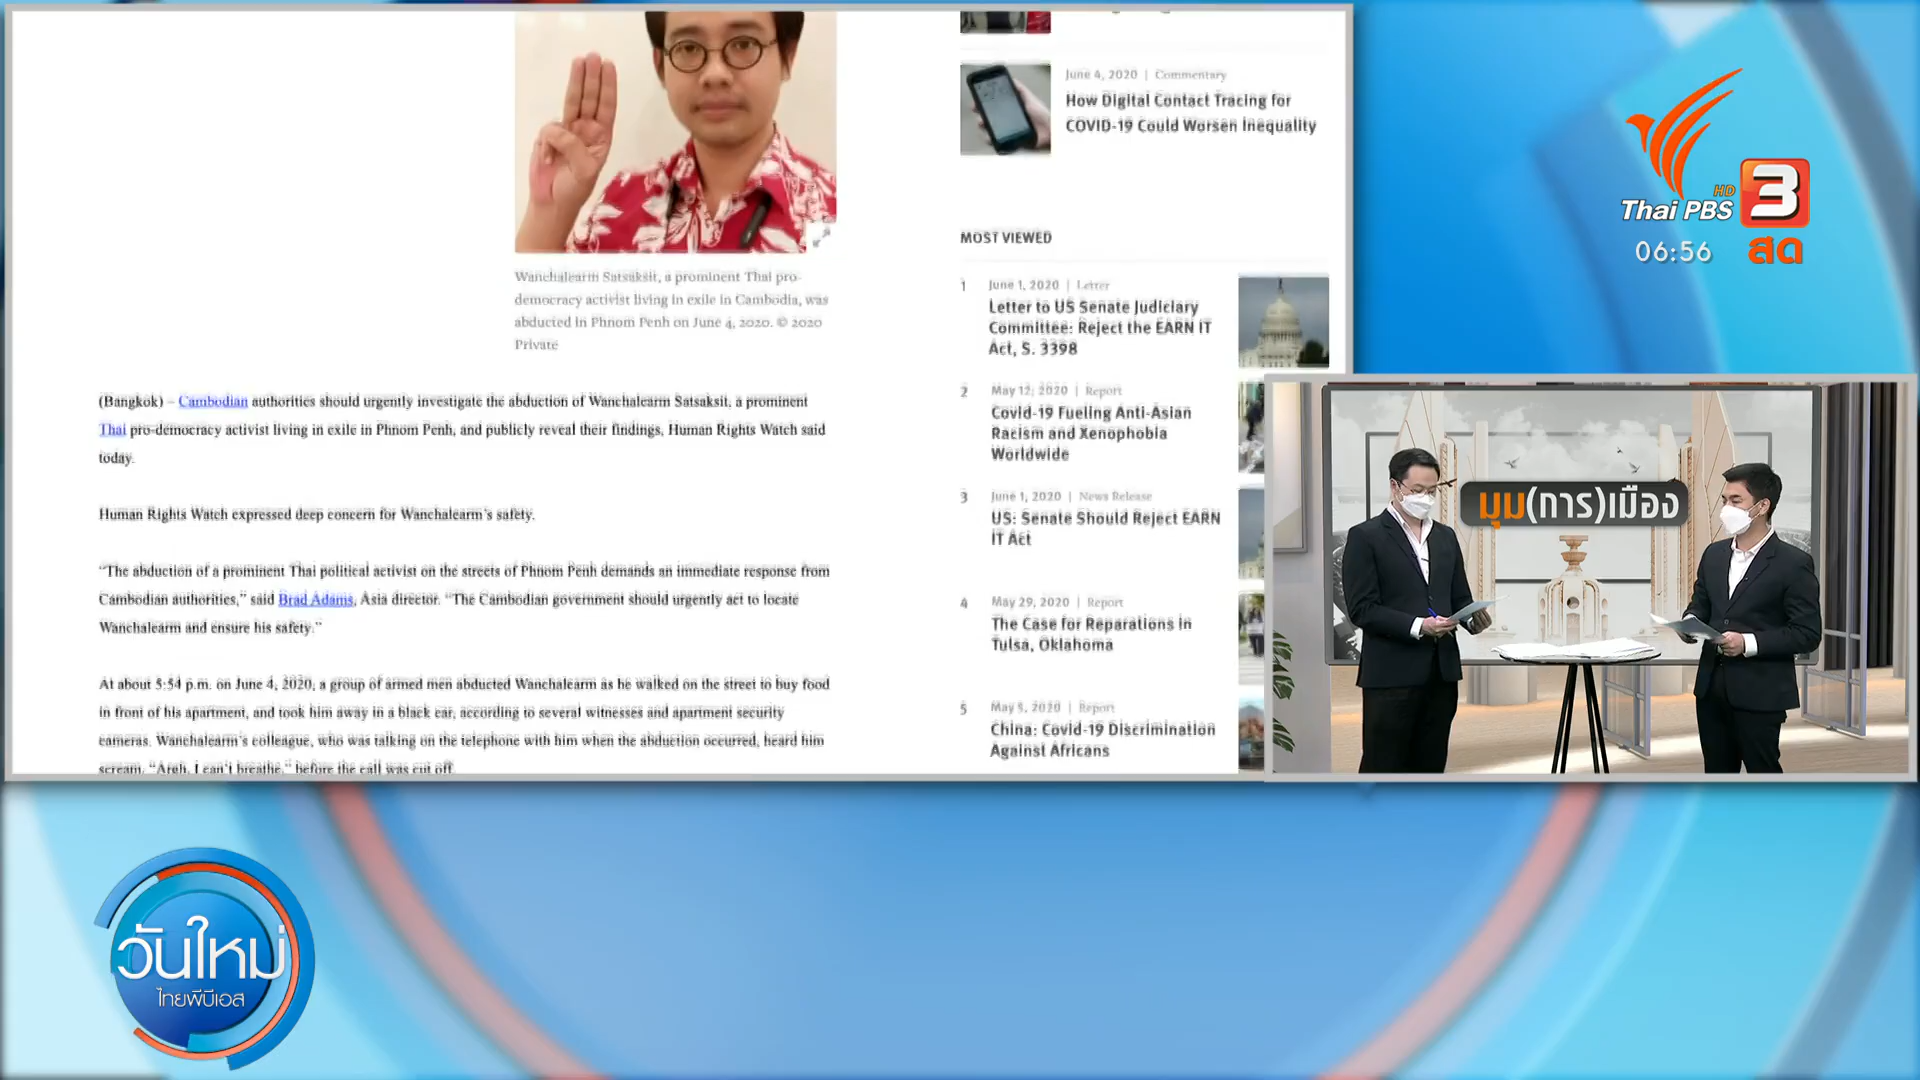 Wanchalearm Satsaksit, a prominent Thai pro-
democracy activist living in exile in Cambodia, was
abducted in Phnom Penh on June 4, 2020. © 2020
Private
(Bangkok) – Cambodian authorities should urgently investigate the abduction of Wanchalearm Satsaksit, a prominent
Thai pro-democracy activist living in exile in Phnom Penh, and publicly reveal their findings, Human Rights Watch said
today.
Human Rights Watch expressed deep concern for Wanchalearm's safety.
“The abduction of a prominent Thai political activist on the streets of Phnom Penh demands an immediate response from
Cambodian authorities,” said Brad Adams, Asia director. “The Cambodian government should urgently act to locate
Wanchalearm and ensure his safety.”
At about 5:54 p.m. on June 4, 2020, a group of armed men abducted Wanchalearm as he walked on the street to buy food
in front of his apartment, and took him away in a black car, according to several witnesses and apartment security
cameras. Wanchalearm's colleague, who was talking on the telephone with him when the abduction occurred, heard him
scream, “Argh, I can't breathe,” before the call was cut off.
June 4, 2020 | Commentary
How Digital Contact Tracing for
COVID-19 Could Worsen Inequality
MOST VIEWED
1 June 1, 2020 | Letter
Letter to US Senate Judiciary
Committee: Reject the EARN IT
Act, S. 3398
2 May 12, 2020 | Report
Covid-19 Fueling Anti-Asian
Racism and Xenophobia
Worldwide
3 June 1, 2020 | News Release
US: Senate Should Reject EARN
IT Act
4 May 29, 2020 | Report
The Case for Reparations in
Tulsa, Oklahoma
5 May 5, 2020 | Report
China: Covid-19 Discrimination
Against Africans
Thai PBS HD 3
06:56 สด
มุม(การ)เมือง
วันใหม่
ไทยพีบีเอส